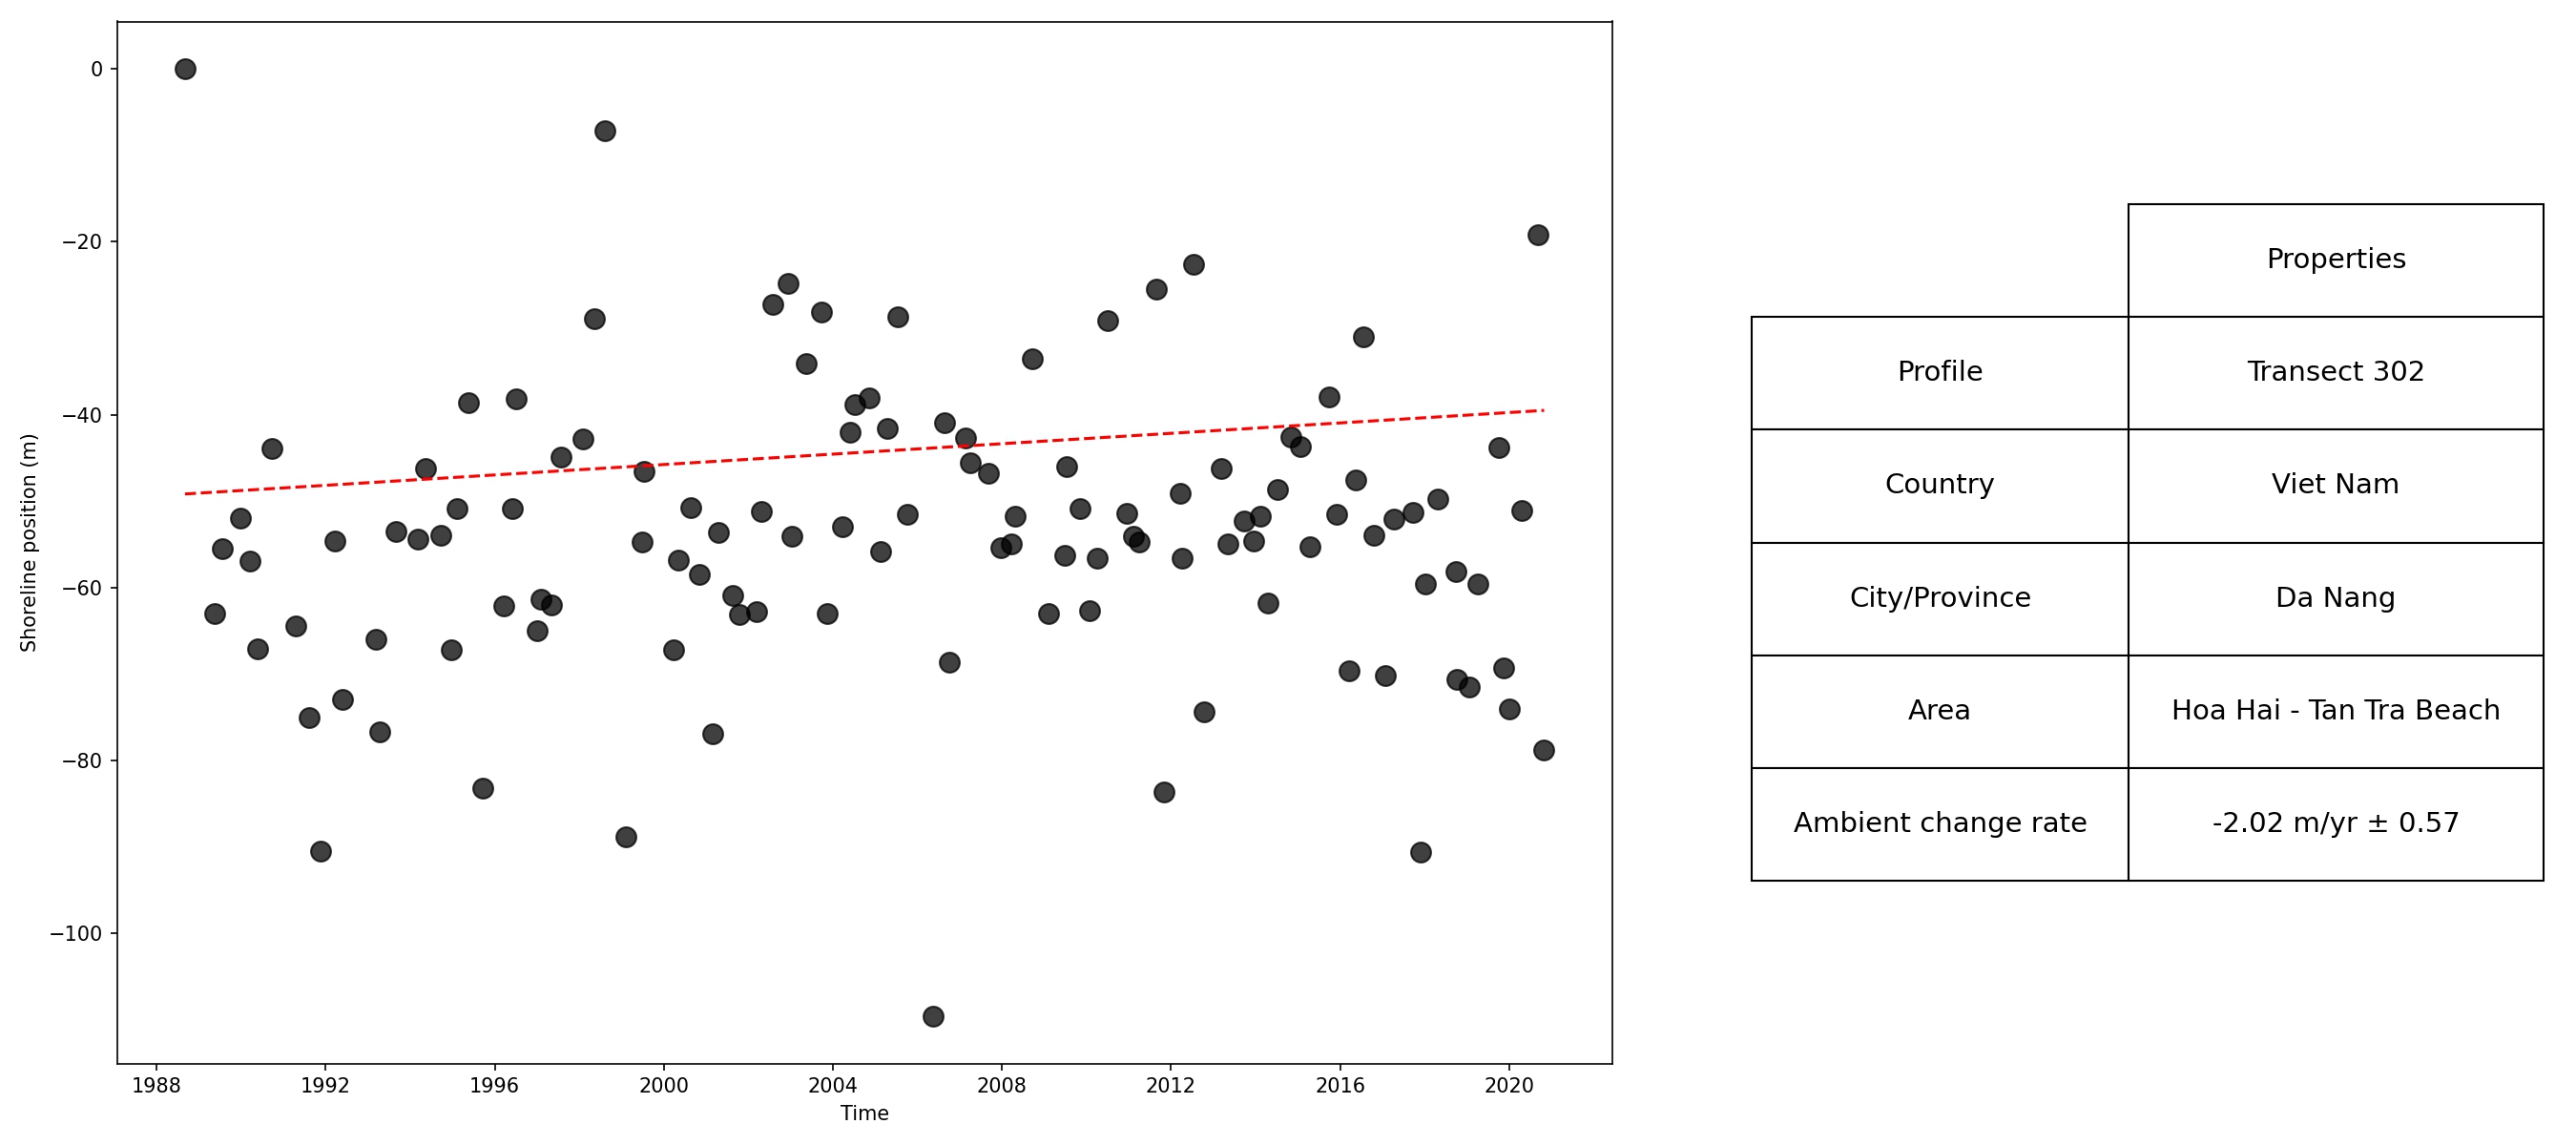 0
−20
−40
−60
−80
−100
Shoreline position (m)
1988 1992 1996 2000 2004 2008 2012 2016 2020
Time
Properties
Profile Transect 302
Country Viet Nam
City/Province Da Nang
Area Hoa Hai - Tan Tra Beach
Ambient change rate -2.02 m/yr ± 0.57